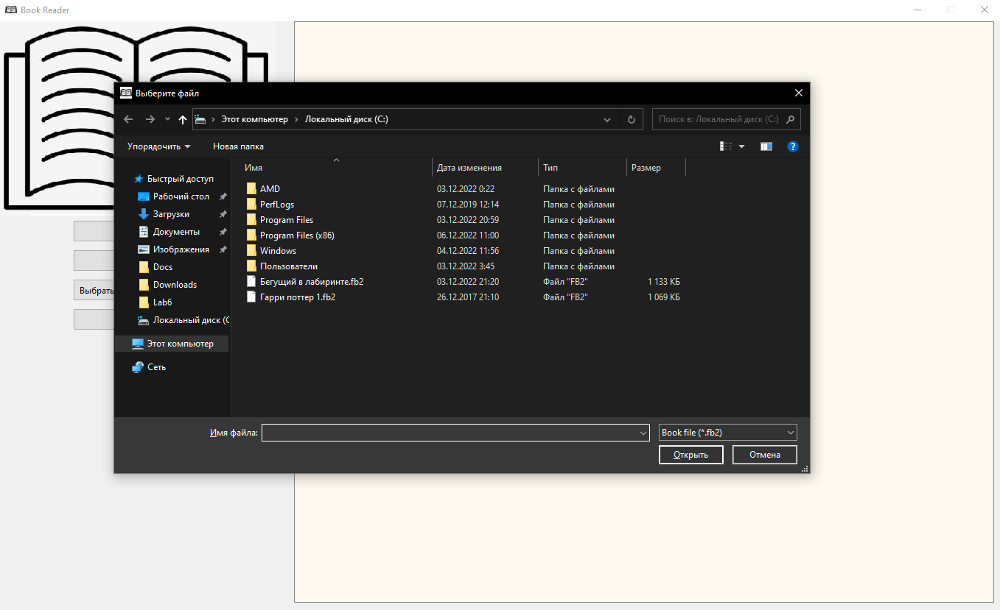 Book Reader
Выберите файл
Этот компьютер Локальный диск (C:)
Поиск в: Локальный диск (C:)
Упорядочить Новая папка
?
Имя Дата изменения Тип Размер
Быстрый доступ
Рабочий стол
Загрузки
Документы
Изображения
Docs
Downloads
Lab6
Локальный диск (C
Этот компьютер
Сеть
AMD 03.12.2022 0:22 Папка с файлами
PerfLogs 07.12.2019 12:14 Папка с файлами
Program Files 03.12.2022 20:59 Папка с файлами
Program Files (x86) 06.12.2022 11:00 Папка с файлами
Windows 04.12.2022 11:56 Папка с файлами
Пользователи 03.12.2022 3:45 Папка с файлами
Бегущий в лабиринте.fb2 03.12.2022 21:20 Файл "FB2" 1 133 КБ
Гарри поттер 1.fb2 26.12.2017 21:10 Файл "FB2" 1 069 КБ
Выбрать
Имя файла: Book file (*.fb2)
Открыть Отмена